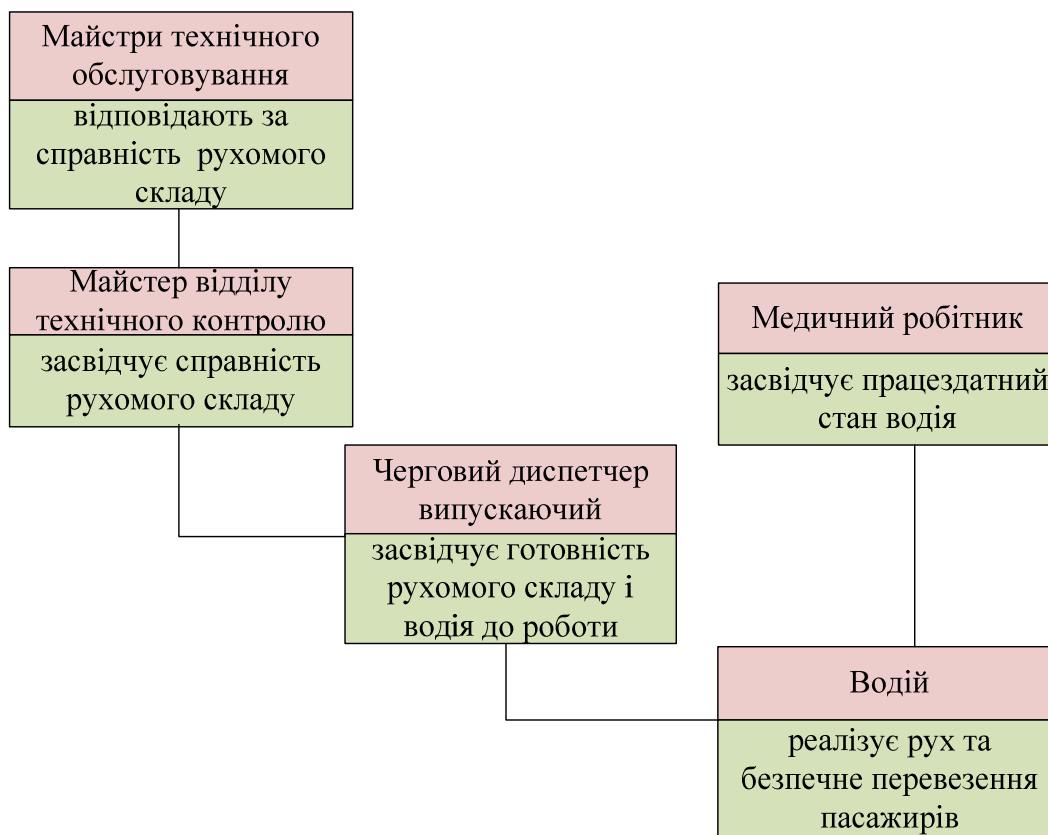 Майстри технічного
обслуговування
відповідають за
справність рухомого
складу
Майстер відділу
технічного контролю
засвідчує справність
рухомого складу
Медичний робітник
засвідчує працездатний
стан водія
Черговий диспетчер
випускаючий
засвідчує готовність
рухомого складу і
водія до роботи
Водій
реалізує рух та
безпечне перевезення
пасажирів